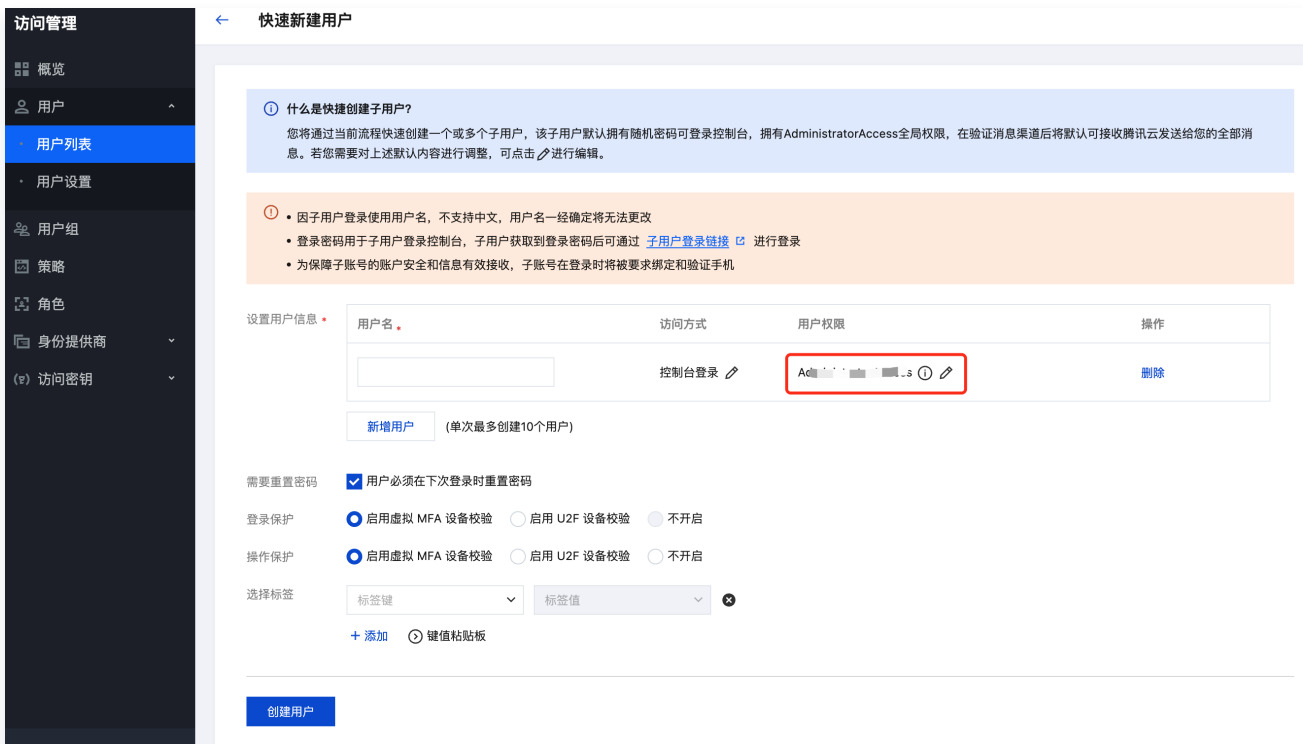 访问管理
快速新建用户
概览
用户
用户列表
用户设置
用户组
策略
角色
身份提供商
访问密钥
什么是快捷创建子用户?
您将通过当前流程快速创建一个或多个子用户，该子用户默认拥有随机密码可登录控制台，拥有AdministratorAccess全局权限，在验证消息渠道后将默认可接收腾讯云发送给您的全部消
息。若您需要对上述默认内容进行调整，可点击进行编辑。
• 因子用户登录使用用户名，不支持中文，用户名一经确定将无法更改
• 登录密码用于子用户登录控制台，子用户获取到登录密码后可通过 子用户登录链接 进行登录
• 为保障子账号的账户安全和信息有效接收，子账号在登录时将被要求绑定和验证手机
设置用户信息 *
用户名 * 访问方式 用户权限 操作
控制台登录 删除
新增用户 (单次最多创建10个用户)
需要重置密码 用户必须在下次登录时重置密码
登录保护 启用虚拟 MFA 设备校验 启用 U2F 设备校验 不开启
操作保护 启用虚拟 MFA 设备校验 启用 U2F 设备校验 不开启
选择标签 标签键 标签值
+ 添加 键值粘贴板
创建用户